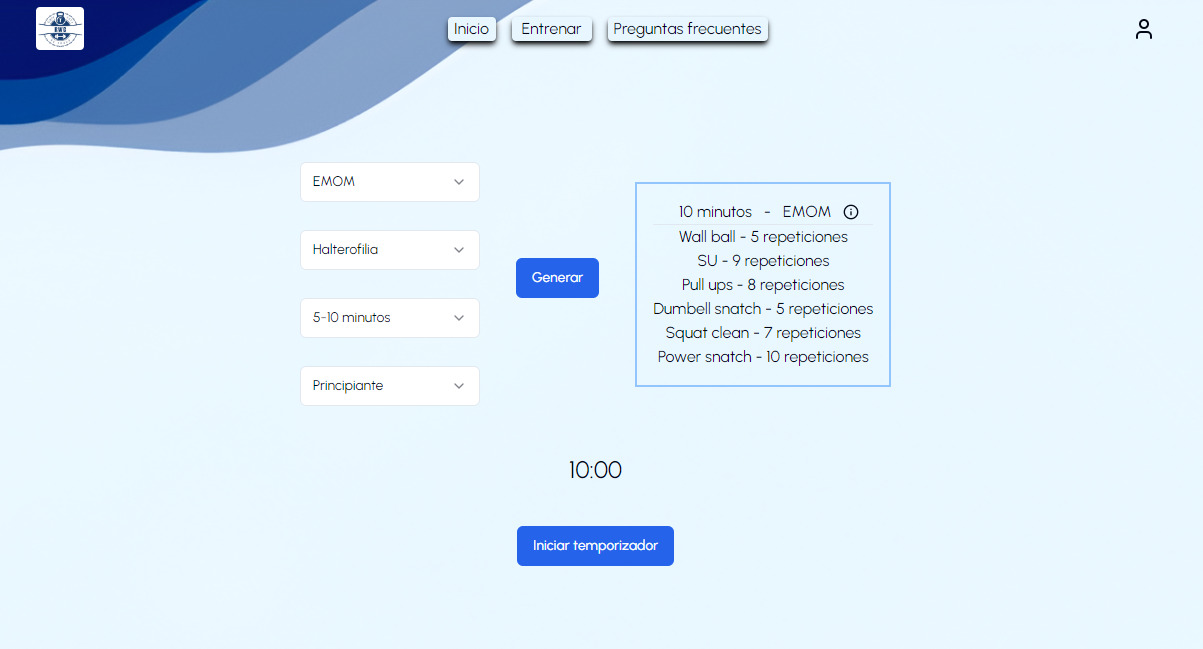 RWG
Inicio
Entrenar
Preguntas frecuentes
EMOM
Halterofilia
5-10 minutos
Principiante
Generar
10 minutos - EMOM
Wall ball - 5 repeticiones
SU - 9 repeticiones
Pull ups - 8 repeticiones
Dumbell snatch - 5 repeticiones
Squat clean - 7 repeticiones
Power snatch - 10 repeticiones
10:00
Iniciar temporizador